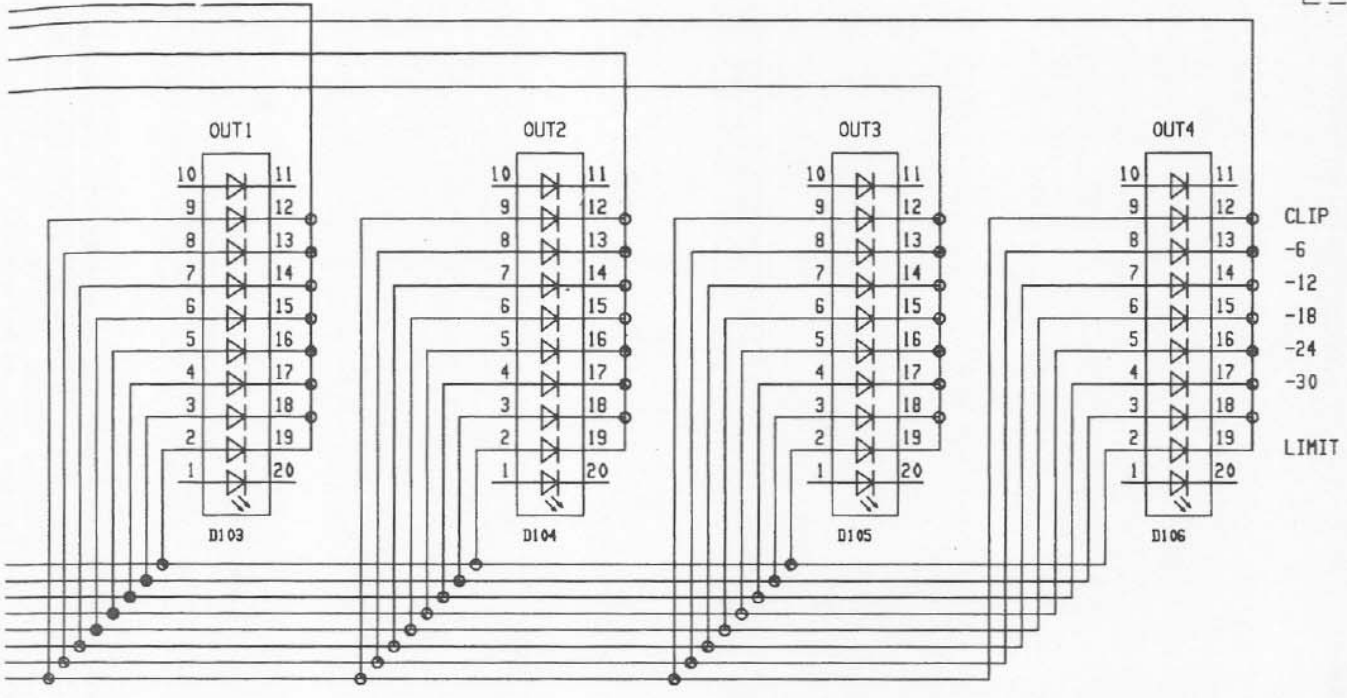 OUT1 OUT2 OUT3 OUT4
10 11 10 11 10 11 10 11
9 12 9 12 9 12 9 12 CLIP
8 13 8 13 8 13 8 13 -6
7 14 7 14 7 14 7 14 -12
6 15 6 15 6 15 6 15 -18
5 16 5 16 5 16 5 16 -24
4 17 4 17 4 17 4 17 -30
3 18 3 18 3 18 3 18
2 19 2 19 2 19 2 19 LIMIT
1 20 1 20 1 20 1 20
D103 D104 D105 D106